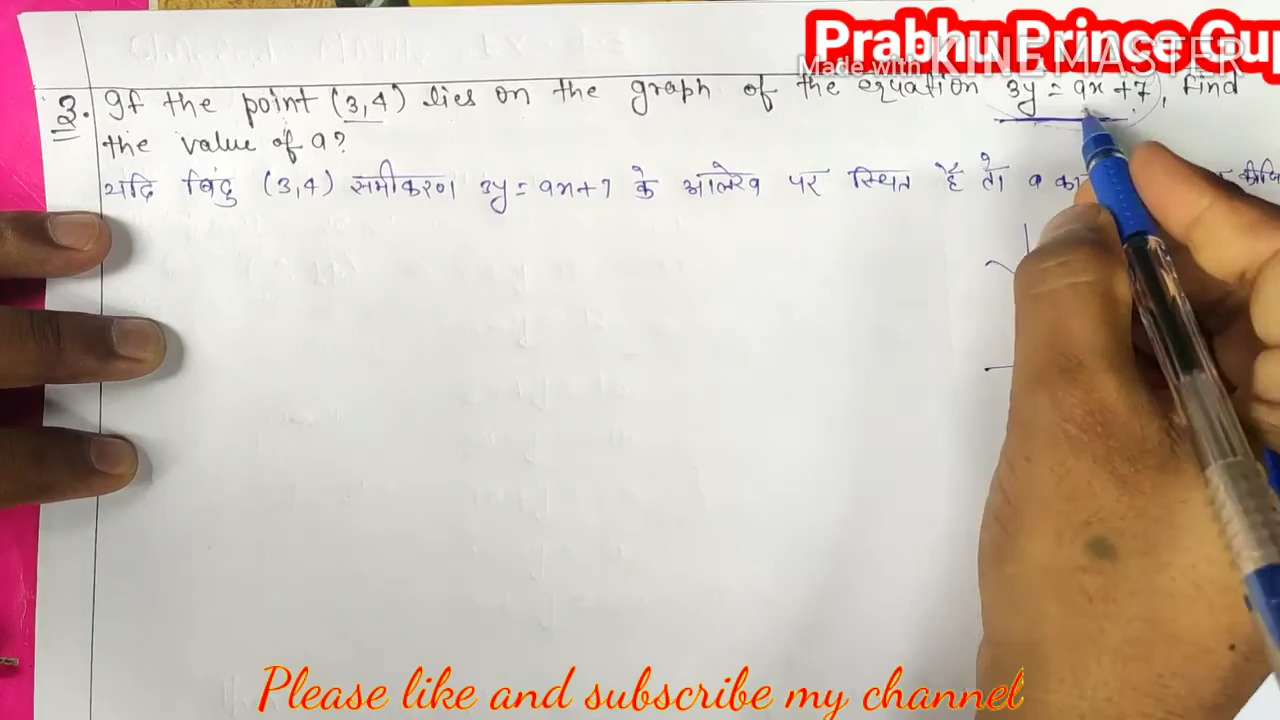 Prabhu Prince Gup
Made with KINEMASTER
3. If the point (3,4) lies on the graph of the equation 3y = ax +7, Find
the value of a?
यदि बिंदु (3,4) समीकरण 3y = ax+7 के आलेख पर स्थित है तो a का
Please like and subscribe my channel